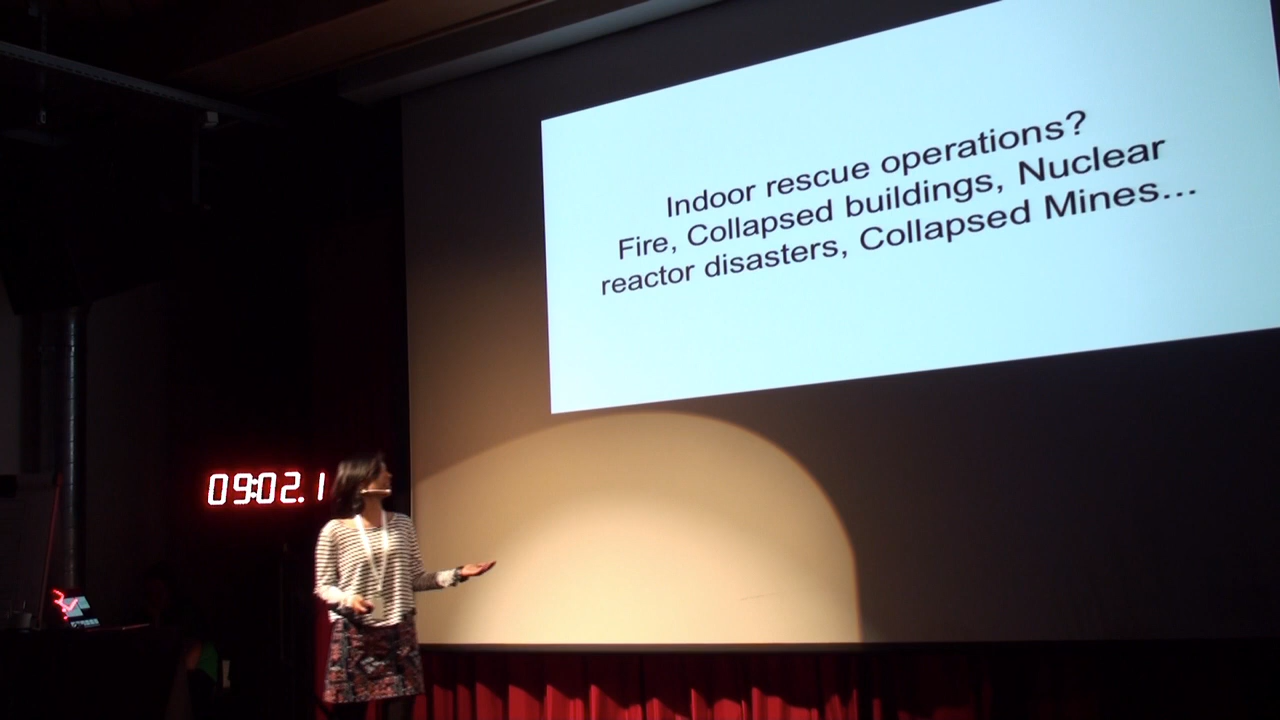 Indoor rescue operations?
Fire, Collapsed buildings, Nuclear
reactor disasters, Collapsed Mines...
09:02.1